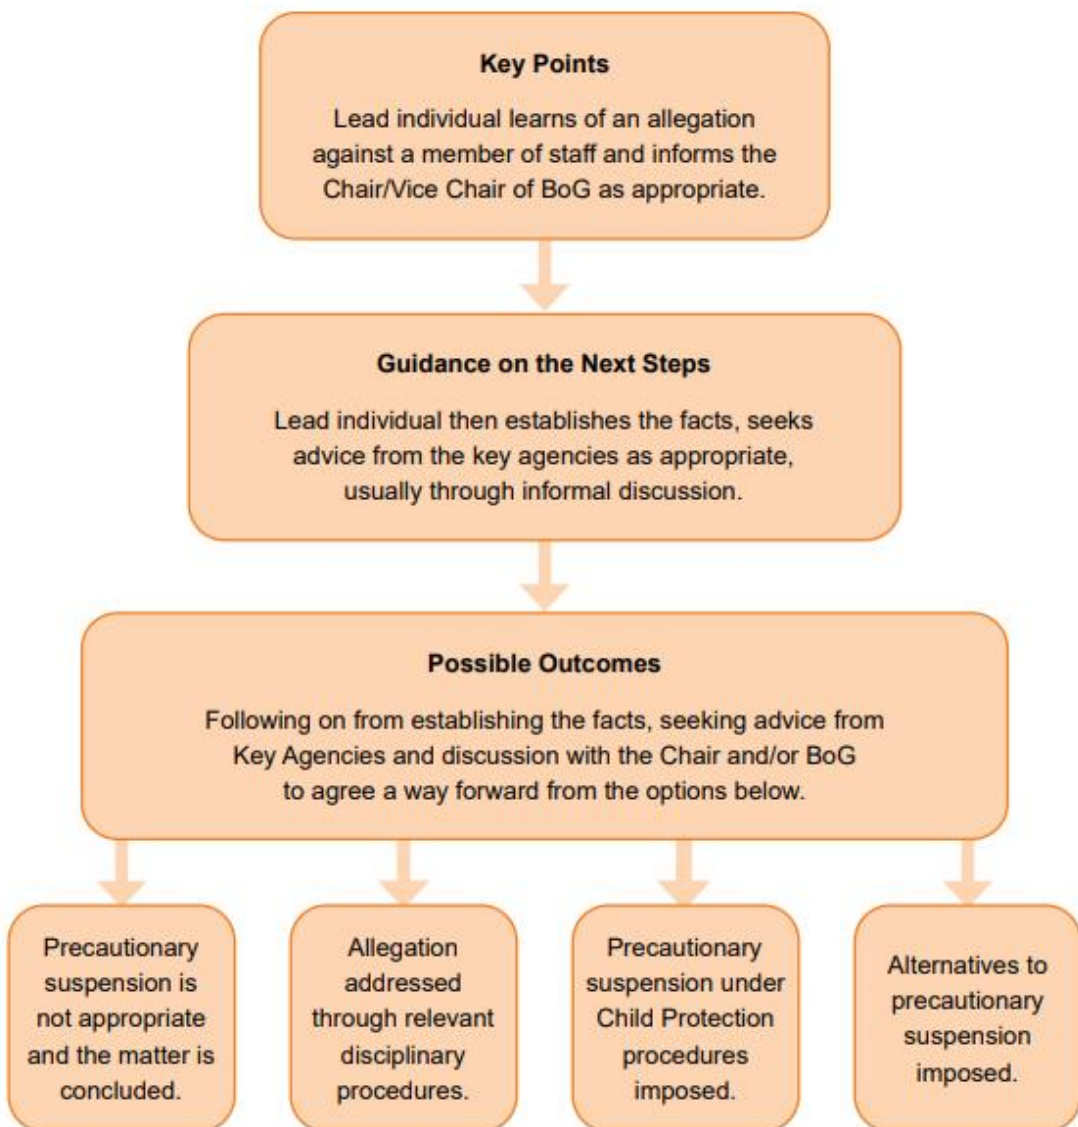 Key Points
Lead individual learns of an allegation
against a member of staff and informs the
Chair/Vice Chair of BoG as appropriate.
Guidance on the Next Steps
Lead individual then establishes the facts, seeks
advice from the key agencies as appropriate,
usually through informal discussion.
Possible Outcomes
Following on from establishing the facts, seeking advice from
Key Agencies and discussion with the Chair and/or BoG
to agree a way forward from the options below.
Precautionary
suspension is
not appropriate
and the matter is
concluded.
Allegation
addressed
through relevant
disciplinary
procedures.
Precautionary
suspension under
Child Protection
procedures
imposed.
Alternatives to
precautionary
suspension
imposed.